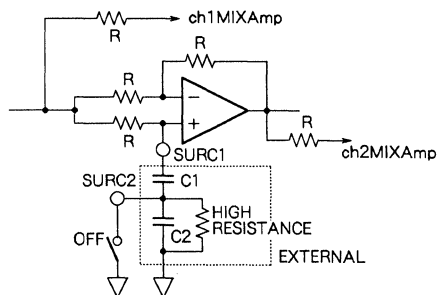 ch1MIXAmp
R
R
R
−
+
R
R
ch2MIXAmp
SURC1
SURC2
C1
C2
HIGH
RESISTANCE
OFF
EXTERNAL